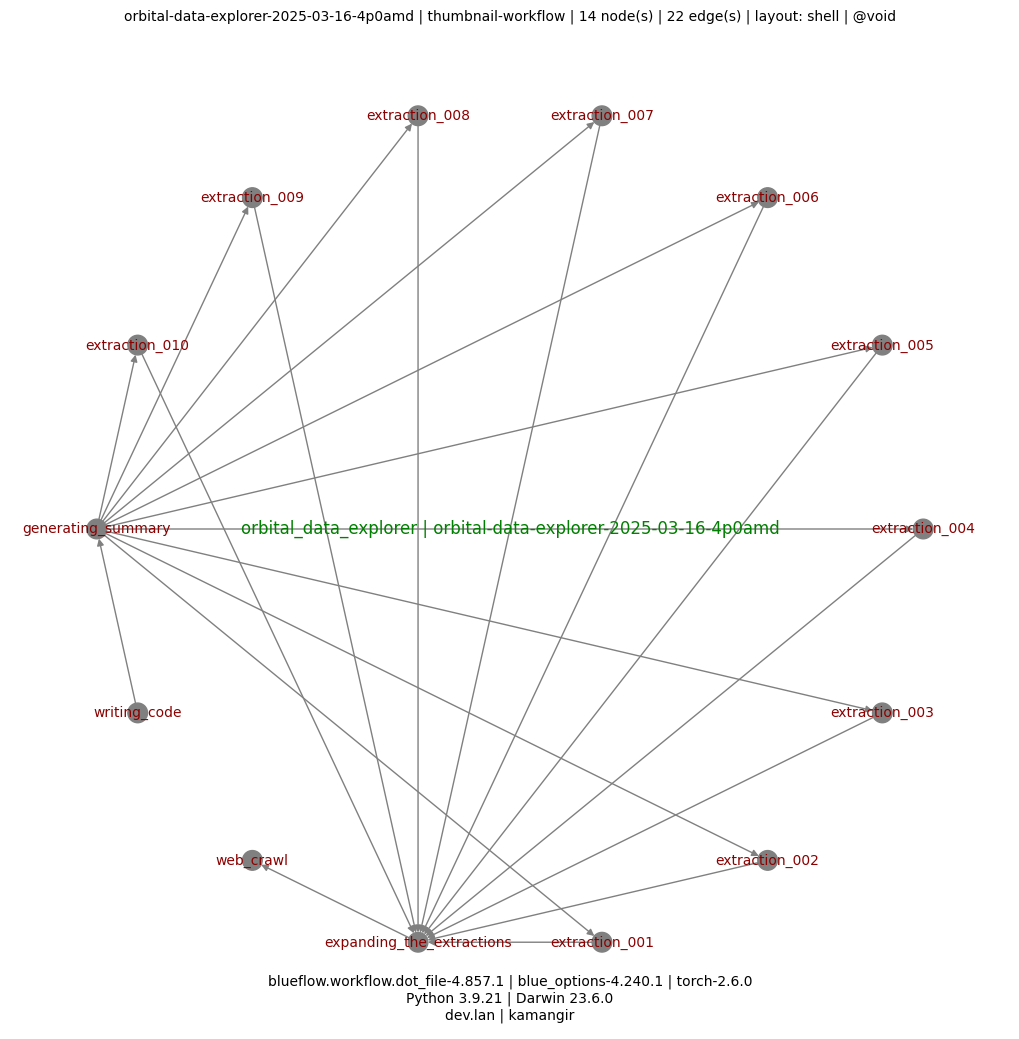 orbital-data-explorer-2025-03-16-4p0amd | thumbnail-workflow | 14 node(s) | 22 edge(s) | layout: shell | @void
extraction_008
extraction_007
extraction_009
extraction_006
extraction_010
extraction_005
generating_summary
orbital_data_explorer | orbital-data-explorer-2025-03-16-4p0amd
extraction_004
writing_code
extraction_003
web_crawl
extraction_002
expanding_the_extractions
extraction_001
blueflow.workflow.dot_file-4.857.1 | blue_options-4.240.1 | torch-2.6.0
Python 3.9.21 | Darwin 23.6.0
dev.lan | kamangir